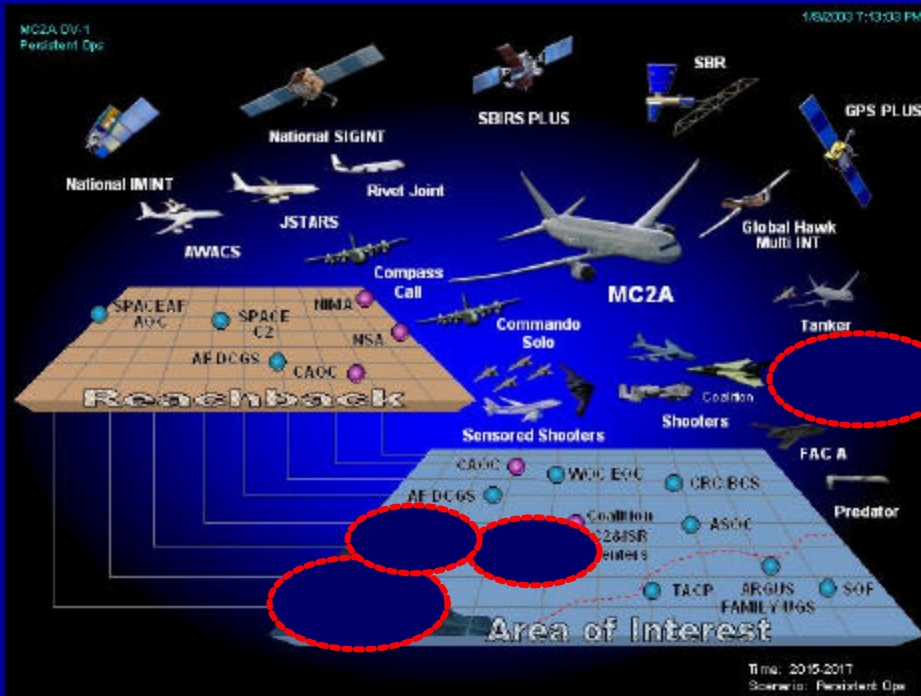 MC2A OV-1
Persistent Ops
1/8/2003 7:13:03 PM
SBR
SBIRS PLUS
GPS PLUS
National SIGINT
National IMINT
Rivet Joint
JSTARS
AWACS
Global Hawk
Multi INT
Compass
Call
MC2A
Commando
Solo
Tanker
SPACEAF
AOC
SPACE
C2
NIMA
NSA
AF DCGS
CAOC
Reachback
Coalition
Shooters
Sensored Shooters
FAC A
Predator
CAOC
WOC EOC
CRC/BCS
AF DCGS
Coalition
C2&ISR
ASOC
TACP
ARGUS
FAMILY UGS
SOF
Area of Interest
Time: 2015-2017
Scenario: Persistent Ops